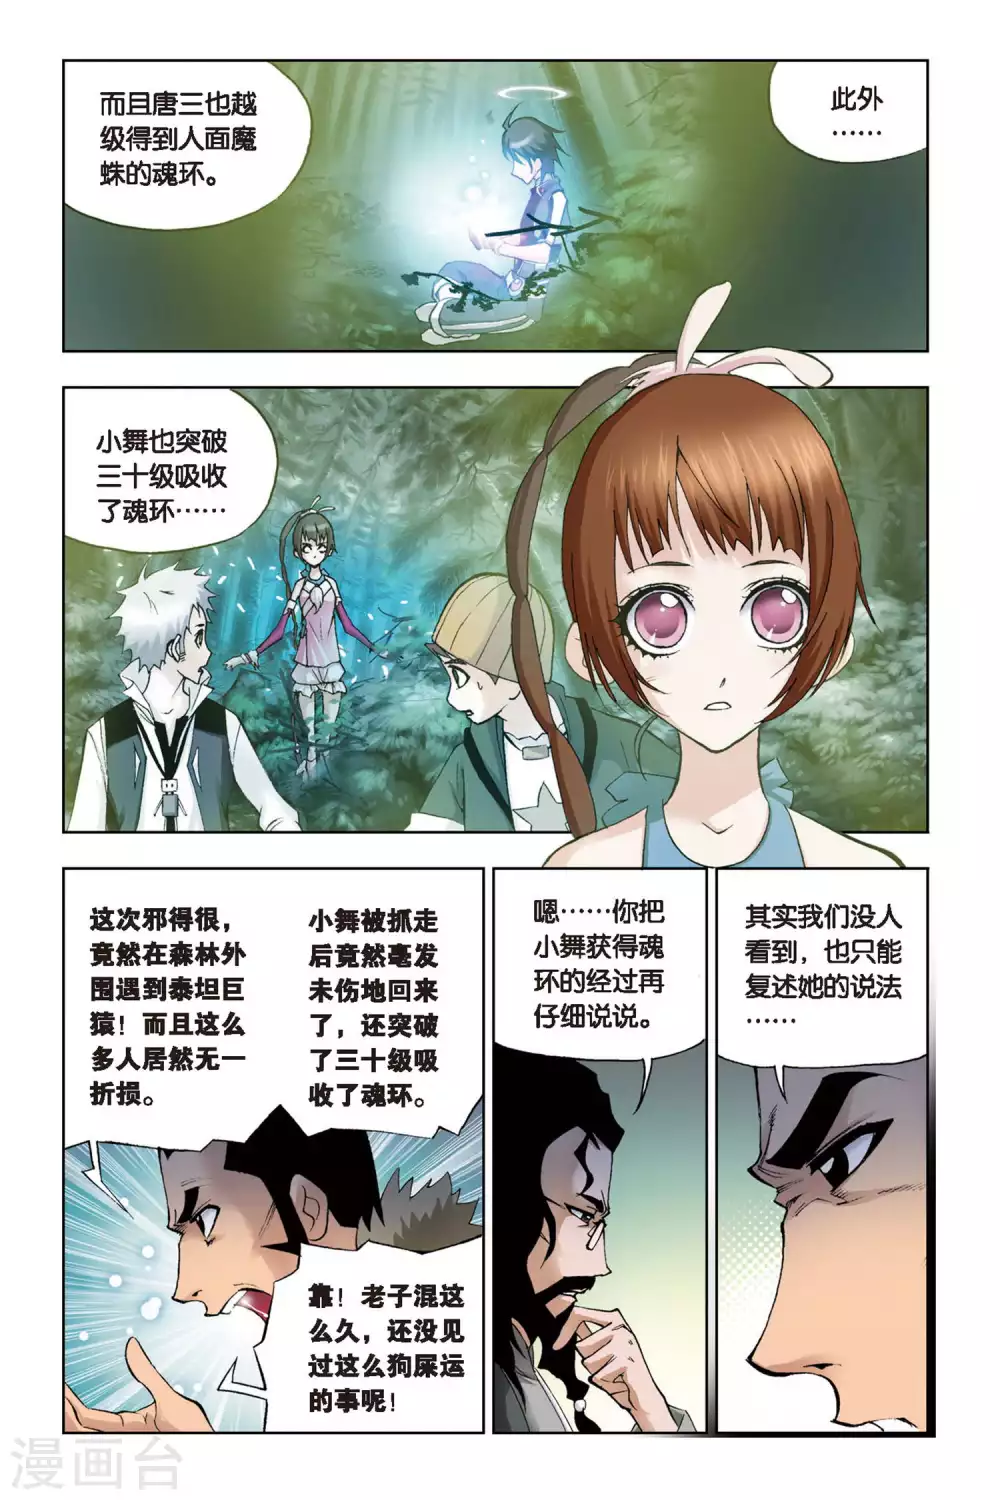 而且唐三也越
级得到人面魔
蛛的魂环。
此外
……
小舞也突破
三十级吸收
了魂环……
这次邪得很，
竟然在森林外
围遇到泰坦巨
猿！而且这么
多人居然无一
折损。
小舞被抓走
后竟然毫发
未伤地回来
了，还突破
了三十级吸
收了魂环。
靠！老子混这
么久，还没见
过这么狗屎运
的事呢！
嗯……你把
小舞获得魂
环的经过再
仔细说说。
其实我们没人
看到，也只能
复述她的说法
……
漫画台